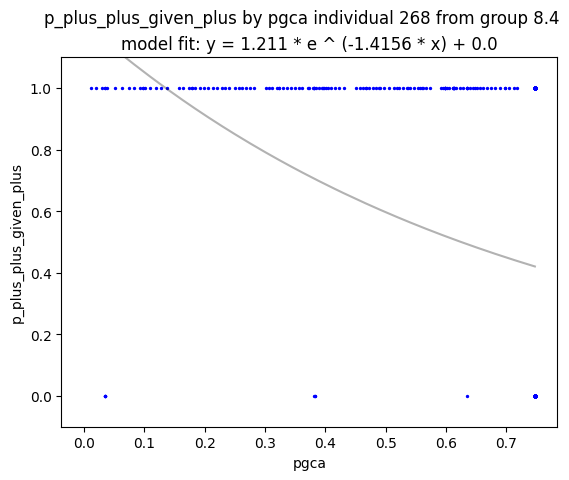 p_plus_plus_given_plus by pgca individual 268 from group 8.4
model fit: y = 1.211 * e ^ (-1.4156 * x) + 0.0
1.0
0.8
0.6
0.4
0.2
0.0
p_plus_plus_given_plus
0.0 0.1 0.2 0.3 0.4 0.5 0.6 0.7
pgca